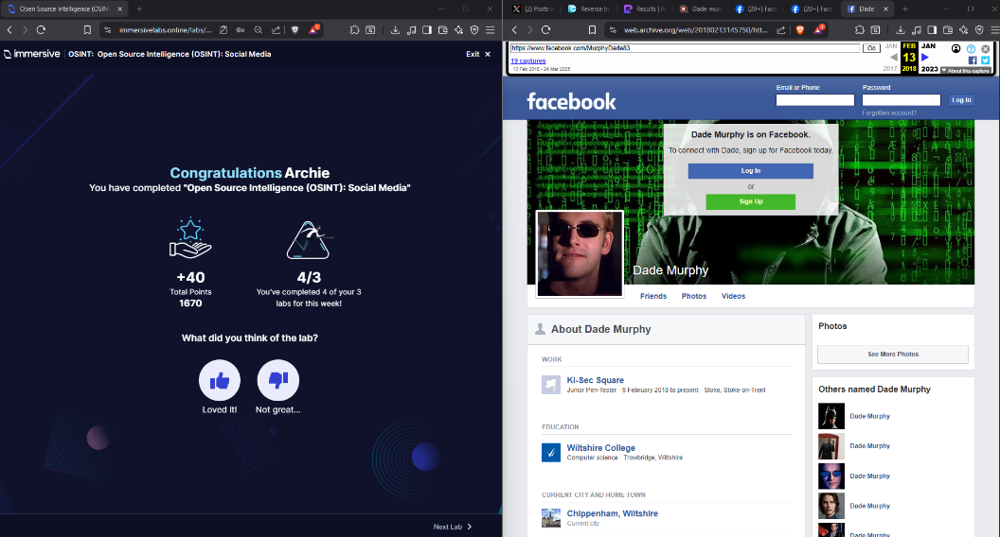 Open Source Intelligence (OSINT)
immersivelabs.online/labs/...
immersive
OSINT: Open Source Intelligence (OSINT): Social Media
Exit
Congratulations Archie
You have completed "Open Source Intelligence (OSINT): Social Media"
+40
Total Points
1670
4/3
You've completed 4 of your 3
labs for this week!
What did you think of the lab?
Loved it!
Not great...
Next Lab
(2) Posts
Reverse In
Results |
Dade mur
(20+) Face
(20+) Face
Dade
web.archive.org/web/20180213145750/htt...
https://www.facebook.com/MurphyDade83
Go
19 captures
13 Feb 2018 - 24 Mar 2025
JAN
FEB
JAN
13
2017
2018
2023
About this capture
facebook
Email or Phone
Password
Log In
Forgotten account?
Dade Murphy is on Facebook.
To connect with Dade, sign up for Facebook today.
Log In
or
Sign Up
Dade Murphy
Friends
Photos
Videos
About Dade Murphy
WORK
Ki-Sec Square
Junior Pen-Tester · 6 February 2018 to present · Stoke, Stoke-on-Trent
EDUCATION
Wiltshire College
Computer science · Trowbridge, Wiltshire
CURRENT CITY AND HOME TOWN
Chippenham, Wiltshire
Current city
Photos
See More Photos
Others named Dade Murphy
Dade Murphy
Dade Murphy
Dade Murphy
Dade Murphy
Dade Murphy